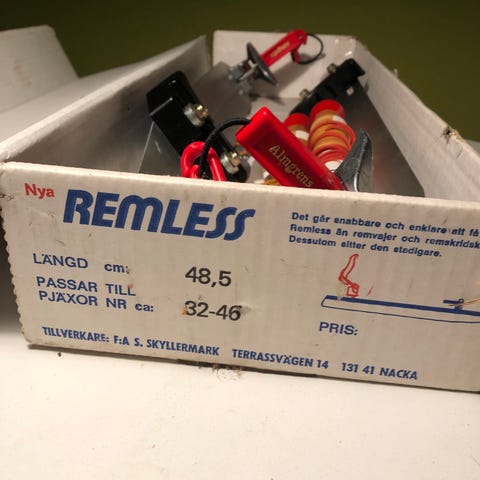 Nya REMLESS
LÄNGD cm: 48,5
PASSAR TILL
PJÄXOR NR ca: 32-46
Det går snabbare och enklare att få
Remless än remvajer och remskridsk
Dessutom sitter den stadigare.
PRIS:
TILLVERKARE: F:A S. SKYLLERMARK TERRASSVÄGEN 14 131 41 NACKA
Almgrens